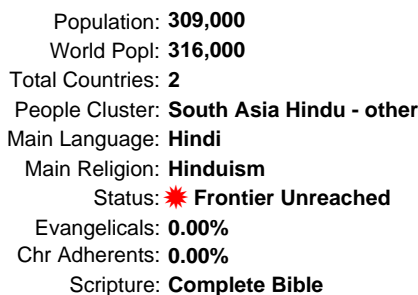 Population: 309,000
World Popl: 316,000
Total Countries: 2
People Cluster: South Asia Hindu - other
Main Language: Hindi
Main Religion: Hinduism
Status: Frontier Unreached
Evangelicals: 0.00%
Chr Adherents: 0.00%
Scripture: Complete Bible